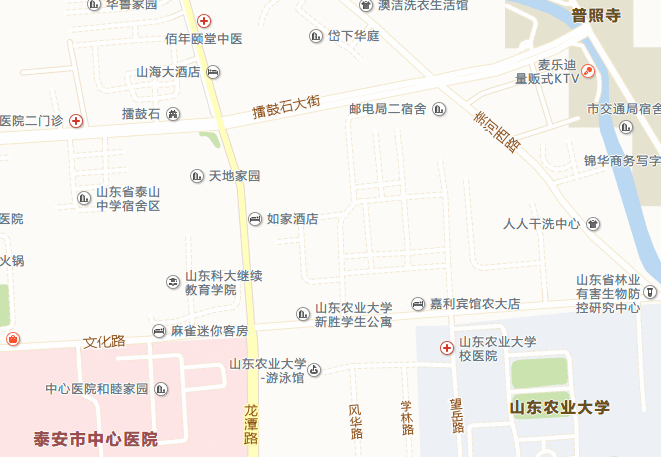 华鲁家园
澳洁洗衣生活馆
普照寺
佰年颐堂中医
岱下华庭
山海大酒店
麦乐迪
量贩式KTV
擂鼓石大街
邮电局二宿舍
市交通局宿舍
擂鼓石
医院二门诊
柰河西路
锦华商务写字
天地家园
山东省泰山
中学宿舍区
医院
如家酒店
人人干洗中心
火锅
山东科大继续
教育学院
山东省林业
有害生物防
控研究中心
嘉利宾馆农大店
山东农业大学
新胜学生公寓
麻雀迷你客房
文化路
山东农业大学
校医院
山东农业大学
-游泳馆
中心医院和睦家园
龙潭路
风华路
学林路
望岳路
山东农业大学
泰安市中心医院